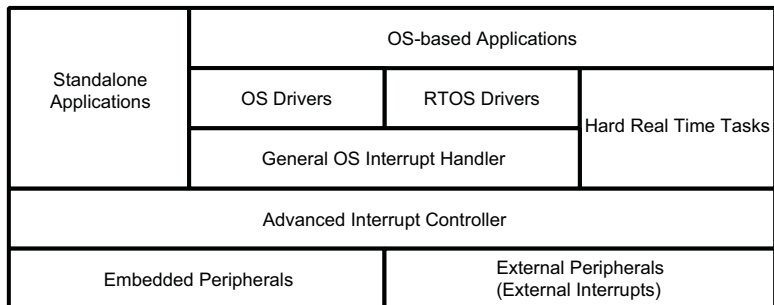 OS-based Applications
Standalone
Applications
OS Drivers
RTOS Drivers
Hard Real Time Tasks
General OS Interrupt Handler
Advanced Interrupt Controller
Embedded Peripherals
External Peripherals
(External Interrupts)